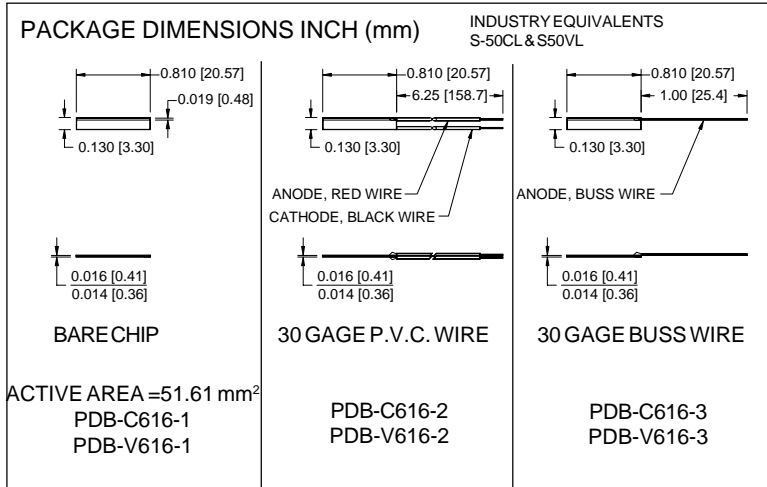 PACKAGE DIMENSIONS INCH (mm)
INDUSTRY EQUIVALENTS
S-50CL & S50VL
0.810 [20.57]
0.019 [0.48]
0.130 [3.30]
0.016 [0.41]
0.014 [0.36]
BARE CHIP
ACTIVE AREA =51.61 mm²
PDB-C616-1
PDB-V616-1
0.810 [20.57]
6.25 [158.7]
0.130 [3.30]
ANODE, RED WIRE
CATHODE, BLACK WIRE
0.016 [0.41]
0.014 [0.36]
30 GAGE P.V.C. WIRE
PDB-C616-2
PDB-V616-2
0.810 [20.57]
1.00 [25.4]
0.130 [3.30]
ANODE, BUSS WIRE
0.016 [0.41]
0.014 [0.36]
30 GAGE BUSS WIRE
PDB-C616-3
PDB-V616-3